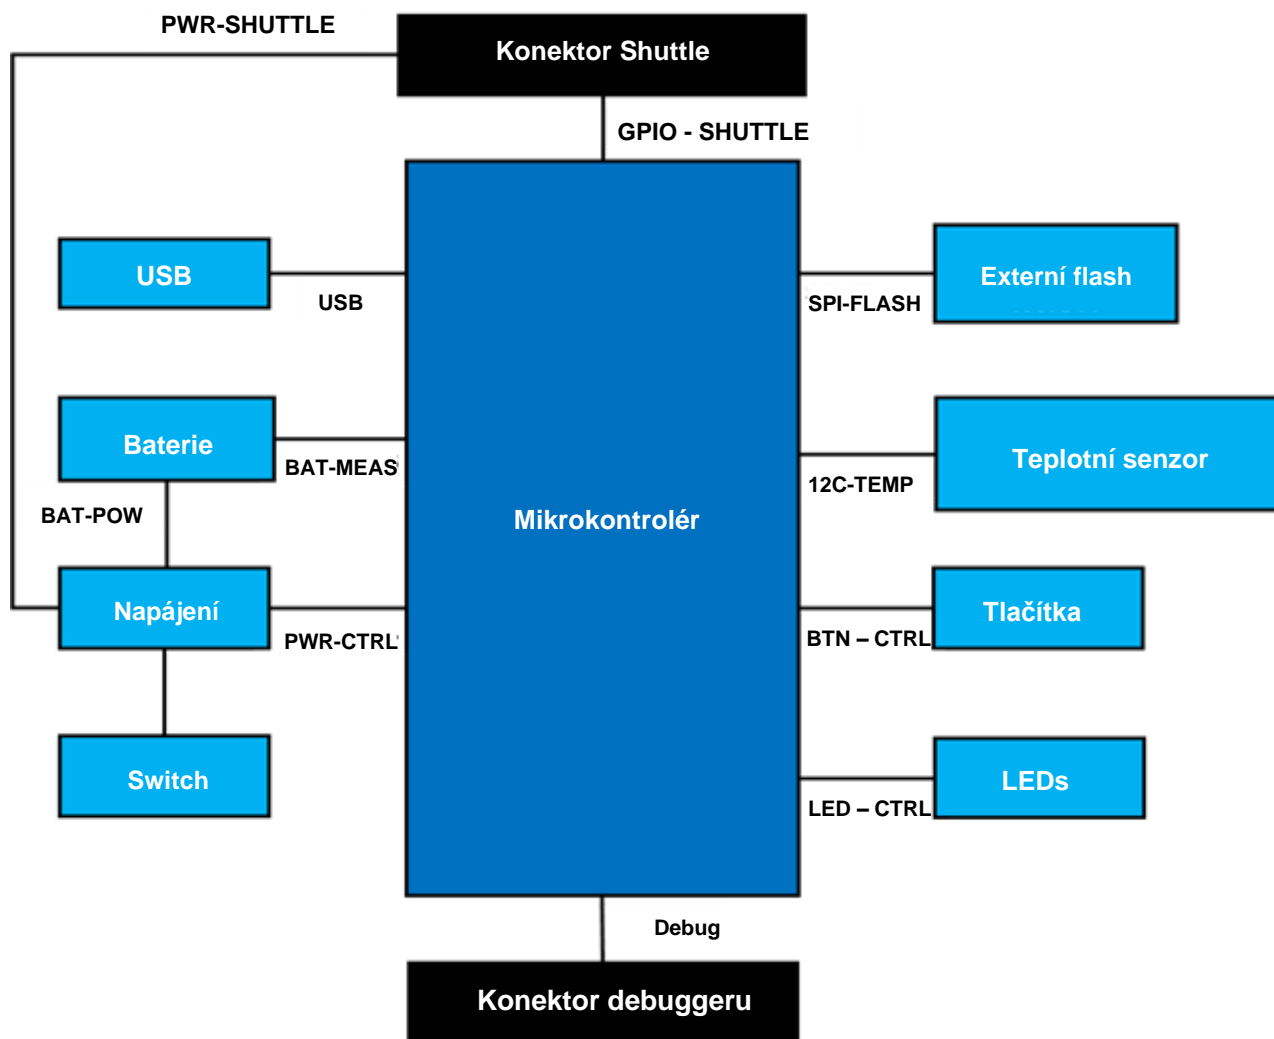 PWR-SHUTTLE
Konektor Shuttle
GPIO - SHUTTLE
USB
USB
Externí flash
SPI-FLASH
Baterie
BAT-MEAS
Teplotní senzor
12C-TEMP
BAT-POW
Mikrokontrolér
Napájení
PWR-CTRL
Tlačítka
BTN – CTRL
Switch
LEDs
LED – CTRL
Debug
Konektor debuggeru